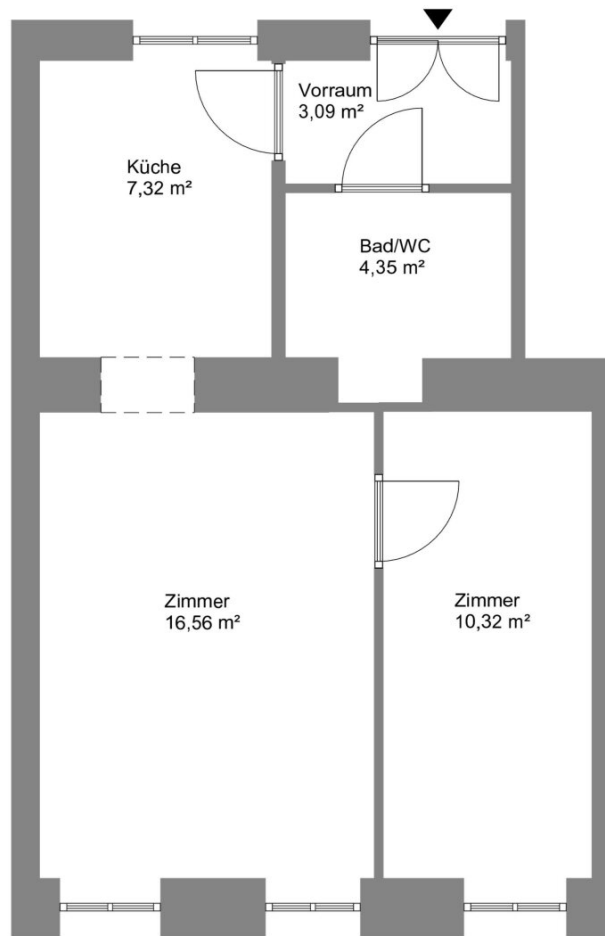 Vorraum
3,09 m²
Küche
7,32 m²
Bad/WC
4,35 m²
Zimmer
16,56 m²
Zimmer
10,32 m²